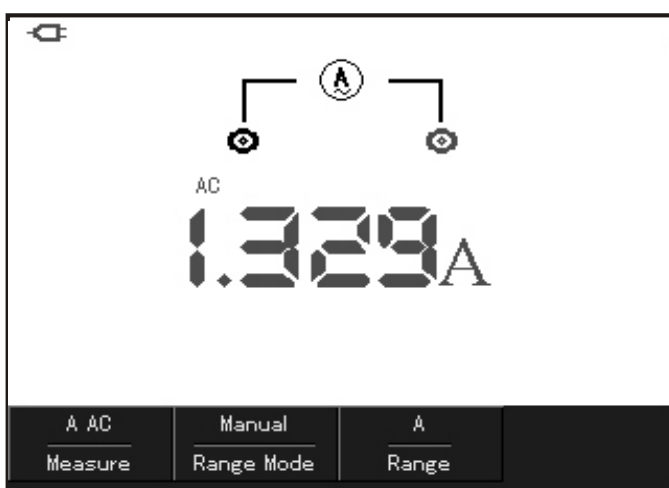 A
AC
1.329A
A AC Manual A
Measure Range Mode Range